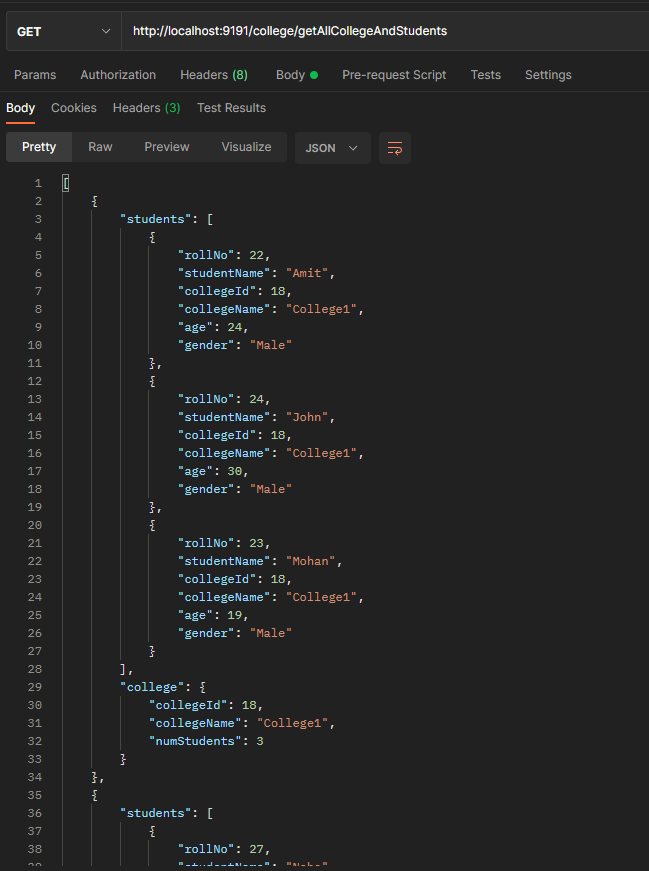 GET http://localhost:9191/college/getAllCollegeAndStudents
Params Authorization Headers (8) Body Pre-request Script Tests Settings
Body Cookies Headers (3) Test Results
Pretty Raw Preview Visualize JSON
1 [
2 {
3 "students": [
4 {
5 "rollNo": 22,
6 "studentName": "Amit",
7 "collegeId": 18,
8 "collegeName": "College1",
9 "age": 24,
10 "gender": "Male"
11 },
12 {
13 "rollNo": 24,
14 "studentName": "John",
15 "collegeId": 18,
16 "collegeName": "College1",
17 "age": 30,
18 "gender": "Male"
19 },
20 {
21 "rollNo": 23,
22 "studentName": "Mohan",
23 "collegeId": 18,
24 "collegeName": "College1",
25 "age": 19,
26 "gender": "Male"
27 }
28 ],
29 "college": {
30 "collegeId": 18,
31 "collegeName": "College1",
32 "numStudents": 3
33 }
34 },
35 {
36 "students": [
37 {
38 "rollNo": 27,
39 "studentName":